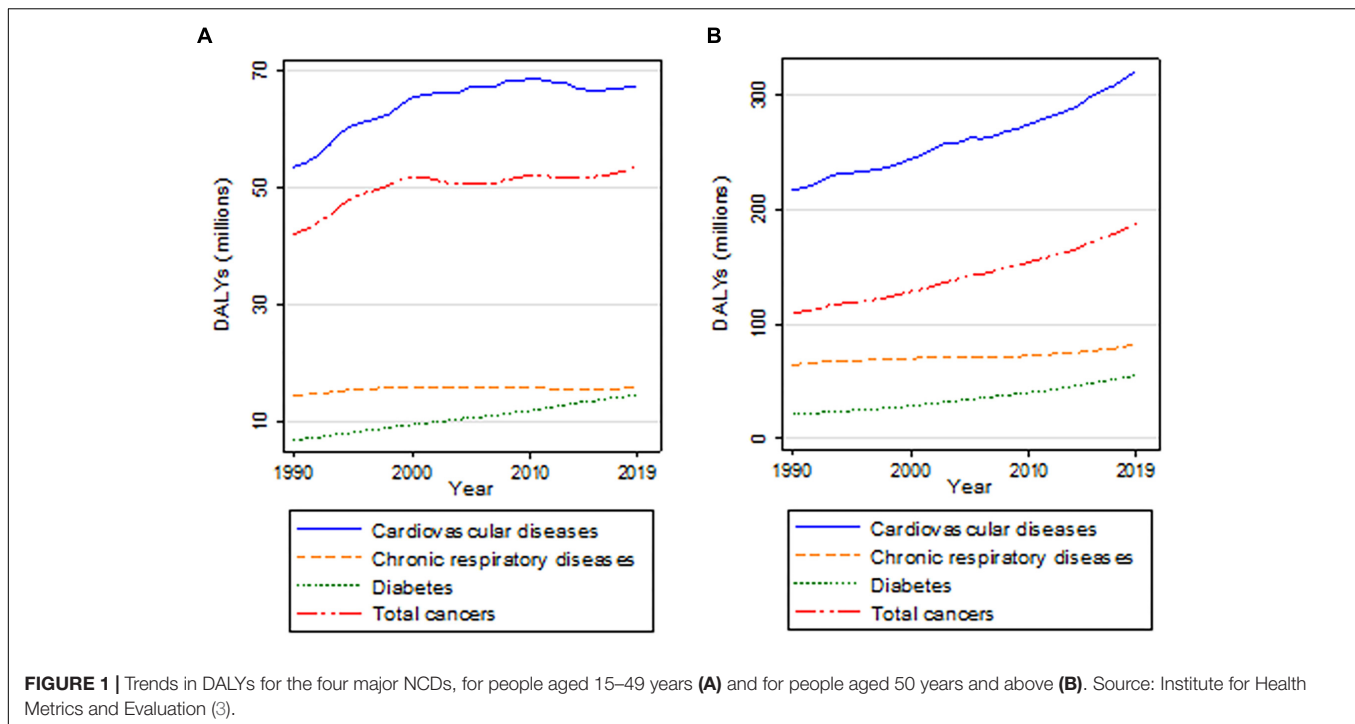 A
DALYs (millions)
70
50
30
10
1990
2000
2010
2019
Year
Cardiovascular diseases
Chronic respiratory diseases
Diabetes
Total cancers
B
DALYs (millions)
300
200
100
0
1990
2000
2010
2019
Year
Cardiovascular diseases
Chronic respiratory diseases
Diabetes
Total cancers
FIGURE 1 | Trends in DALYs for the four major NCDs, for people aged 15–49 years (A) and for people aged 50 years and above (B). Source: Institute for Health
Metrics and Evaluation (3).